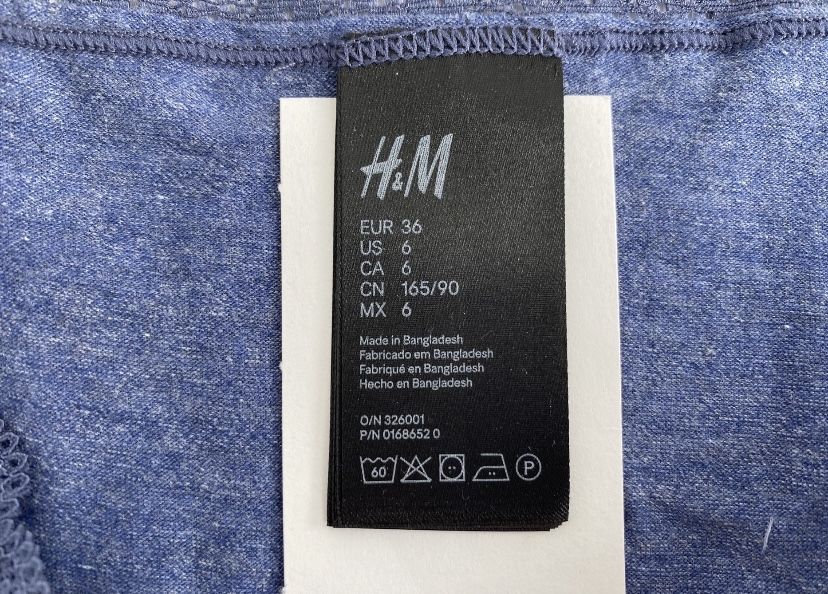 H&M
EUR 36
US 6
CA 6
CN 165/90
MX 6
Made in Bangladesh
Fabricado em Bangladesh
Fabriqué en Bangladesh
Hecho en Bangladesh
O/N 326001
P/N 0168652 0
60 P